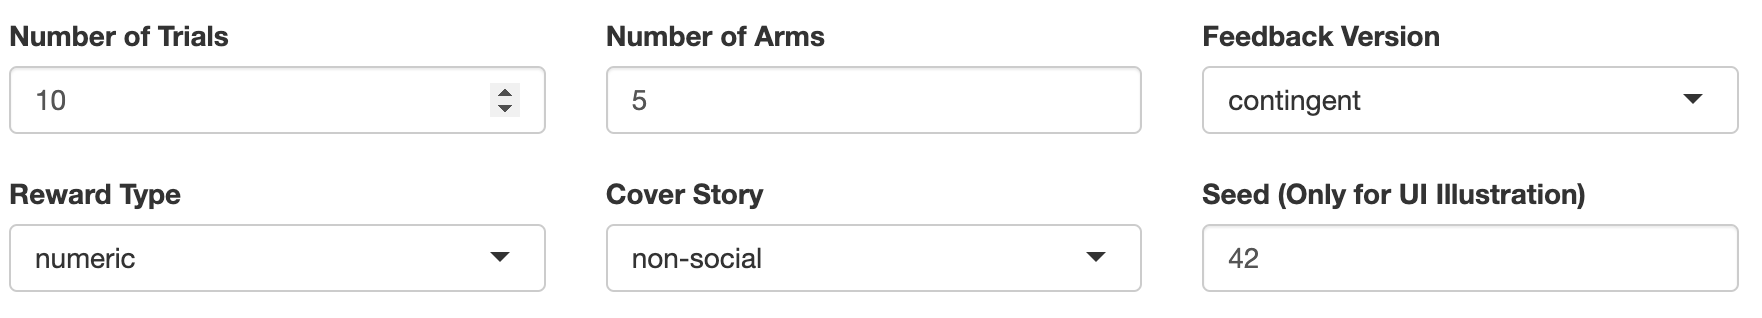 Number of Trials
Number of Arms
Feedback Version
10
5
contingent
Reward Type
Cover Story
Seed (Only for UI Illustration)
numeric
non-social
42